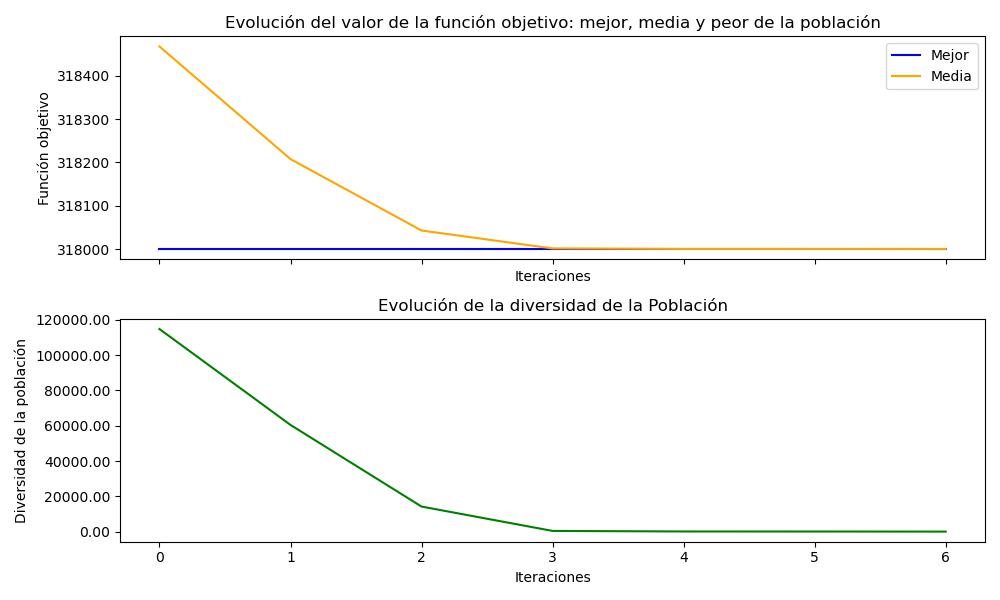 Evolución del valor de la función objetivo: mejor, media y peor de la población
Mejor
Media
Función objetivo
318400
318300
318200
318100
318000
Iteraciones
Evolución de la diversidad de la Población
Diversidad de la población
120000.00
100000.00
80000.00
60000.00
40000.00
20000.00
0.00
0 1 2 3 4 5 6
Iteraciones